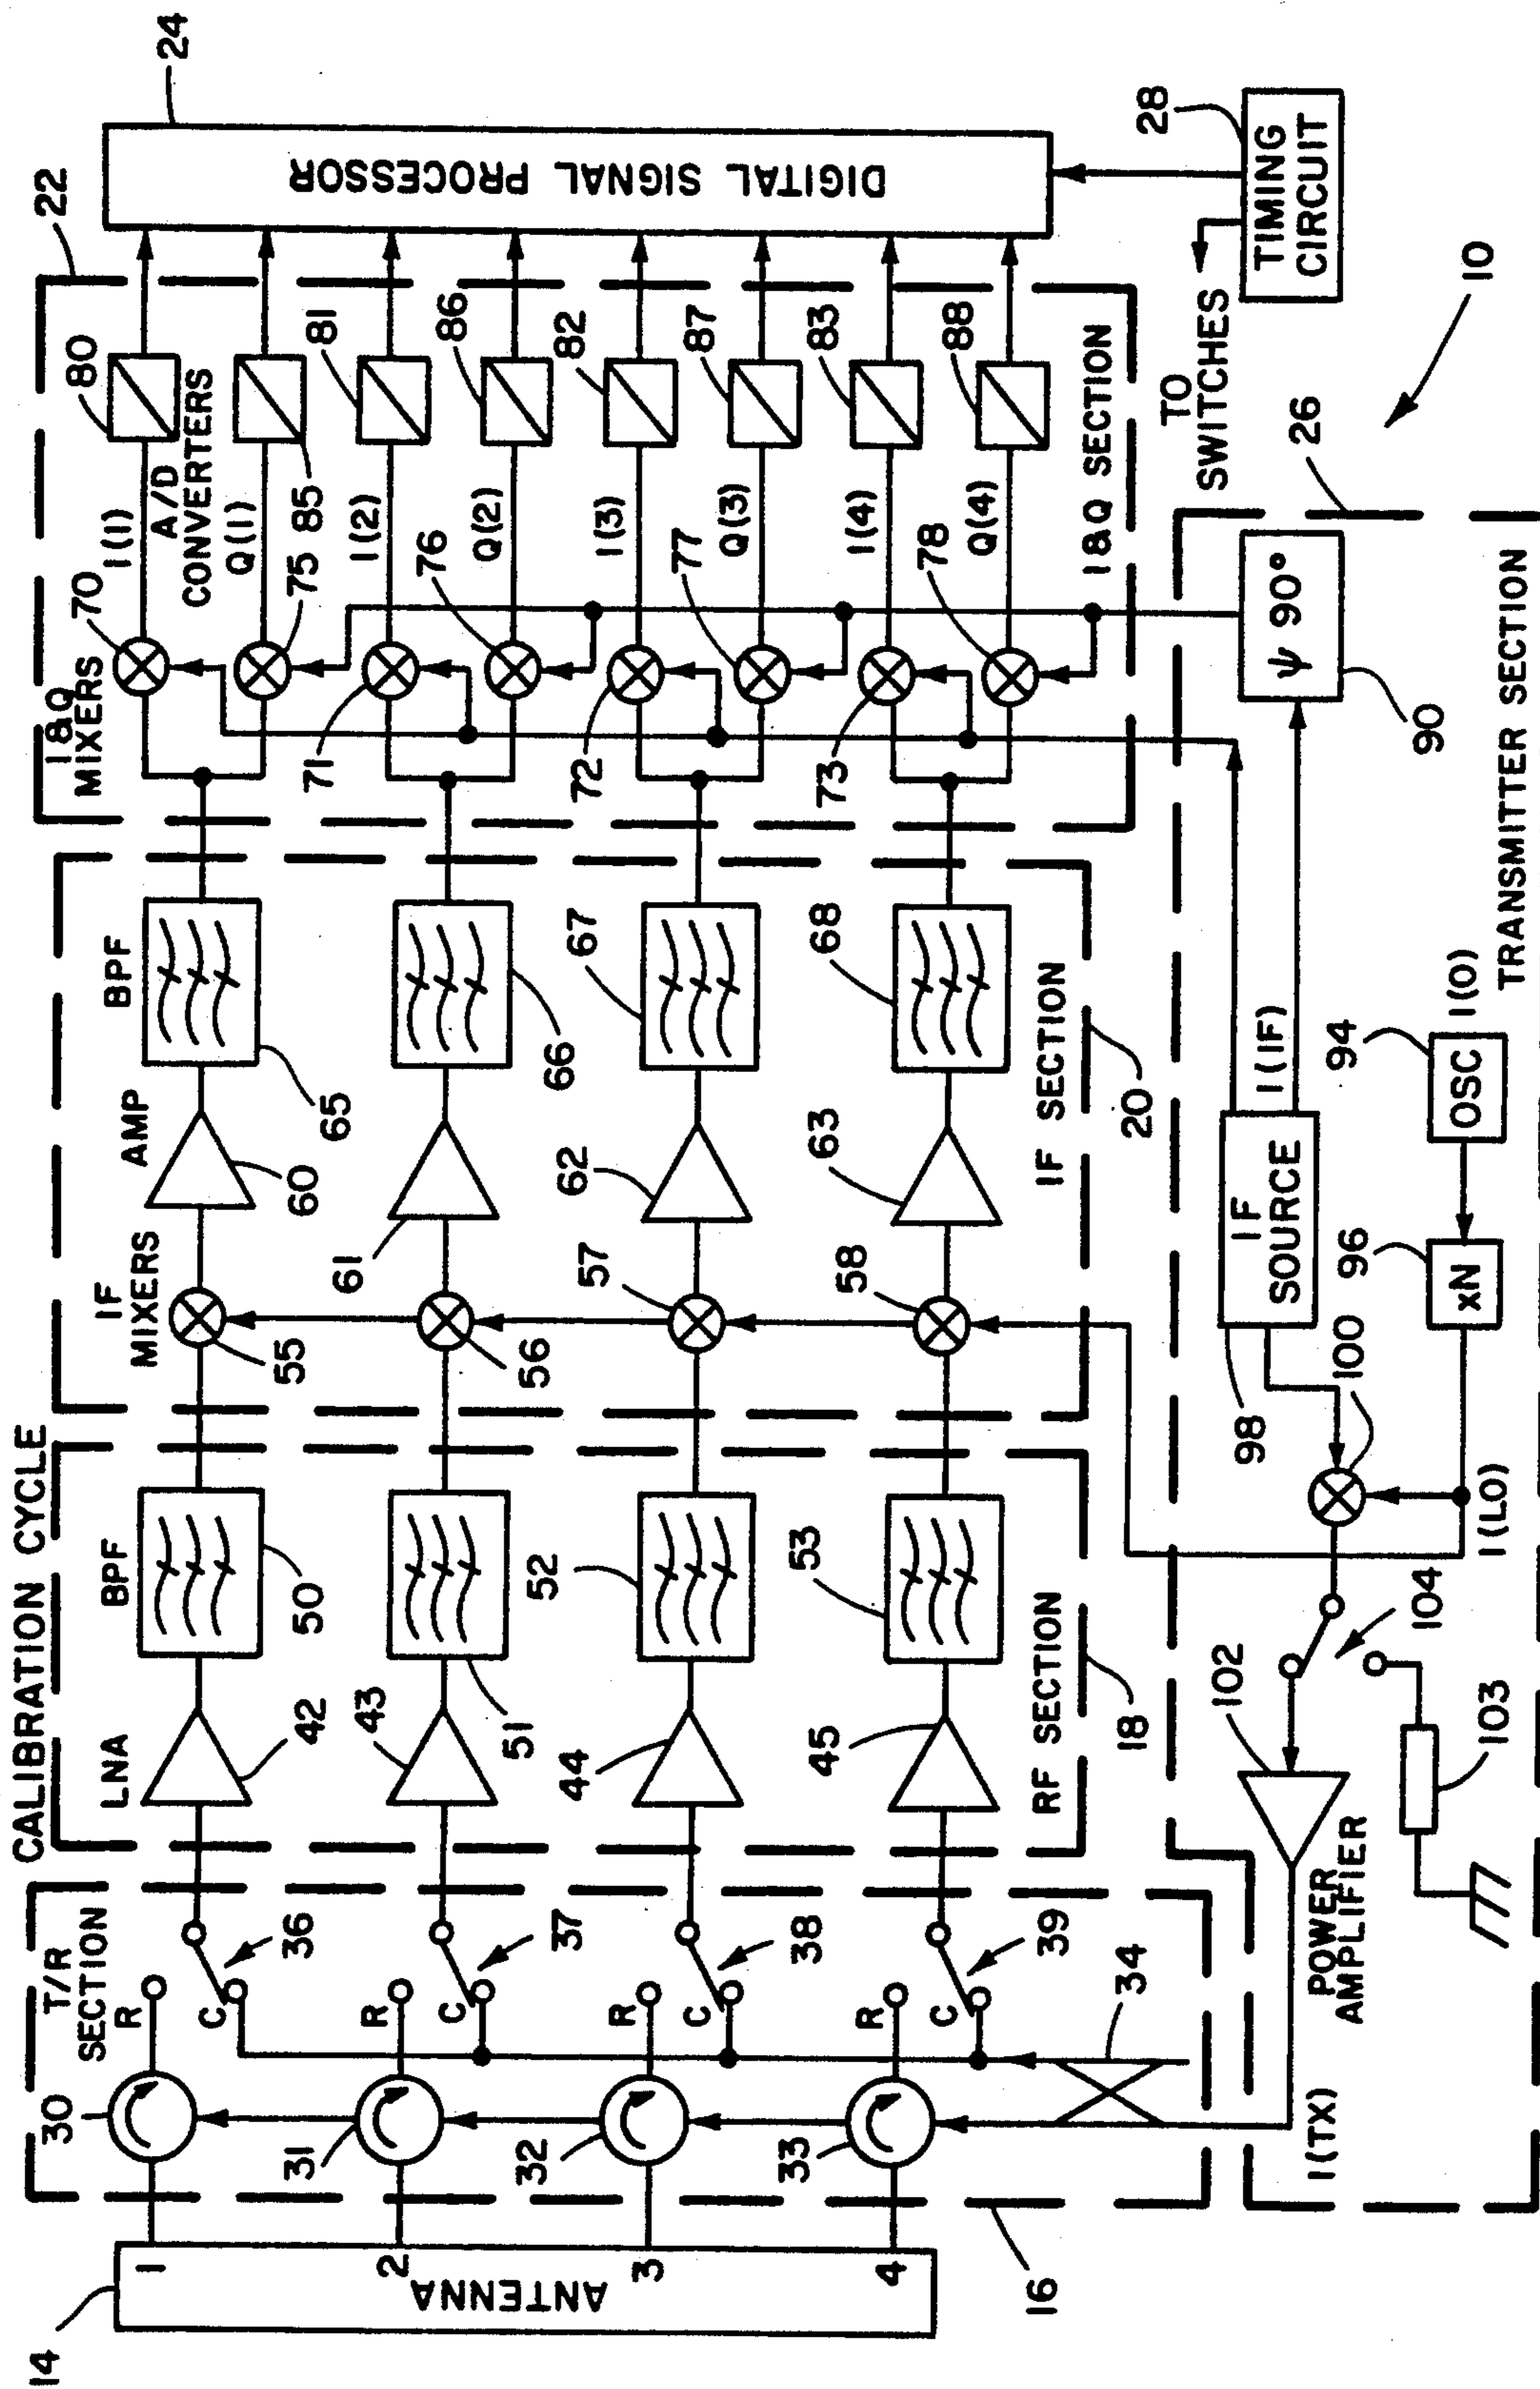 CALIBRATION CYCLE
14
ANTENNA
1
2
3
4
16
T/R
SECTION
30
31
32
33
34
R
C
36
R
C
37
R
C
38
R
C
39
LNA
BPF
42
43
44
45
50
51
52
53
RF SECTION
18
IF
MIXERS
AMP
BPF
55
56
57
58
60
61
62
63
65
66
67
68
IF SECTION
20
I&Q
MIXERS
22
70
75
71
76
72
77
73
78
I(1)
A/D
CONVERTERS
Q(1)
I(2)
Q(2)
I(3)
Q(3)
I(4)
Q(4)
80
85
81
86
82
87
83
88
I&Q SECTION
DIGITAL SIGNAL PROCESSOR
24
TIMING
CIRCUIT
28
TO
SWITCHES
10
26
ψ 90°
90
IF
SOURCE
98
I(IF)
OSC
94
I(O)
xN
96
100
I(LO)
104
102
103
POWER
AMPLIFIER
I(TX)
TRANSMITTER SECTION